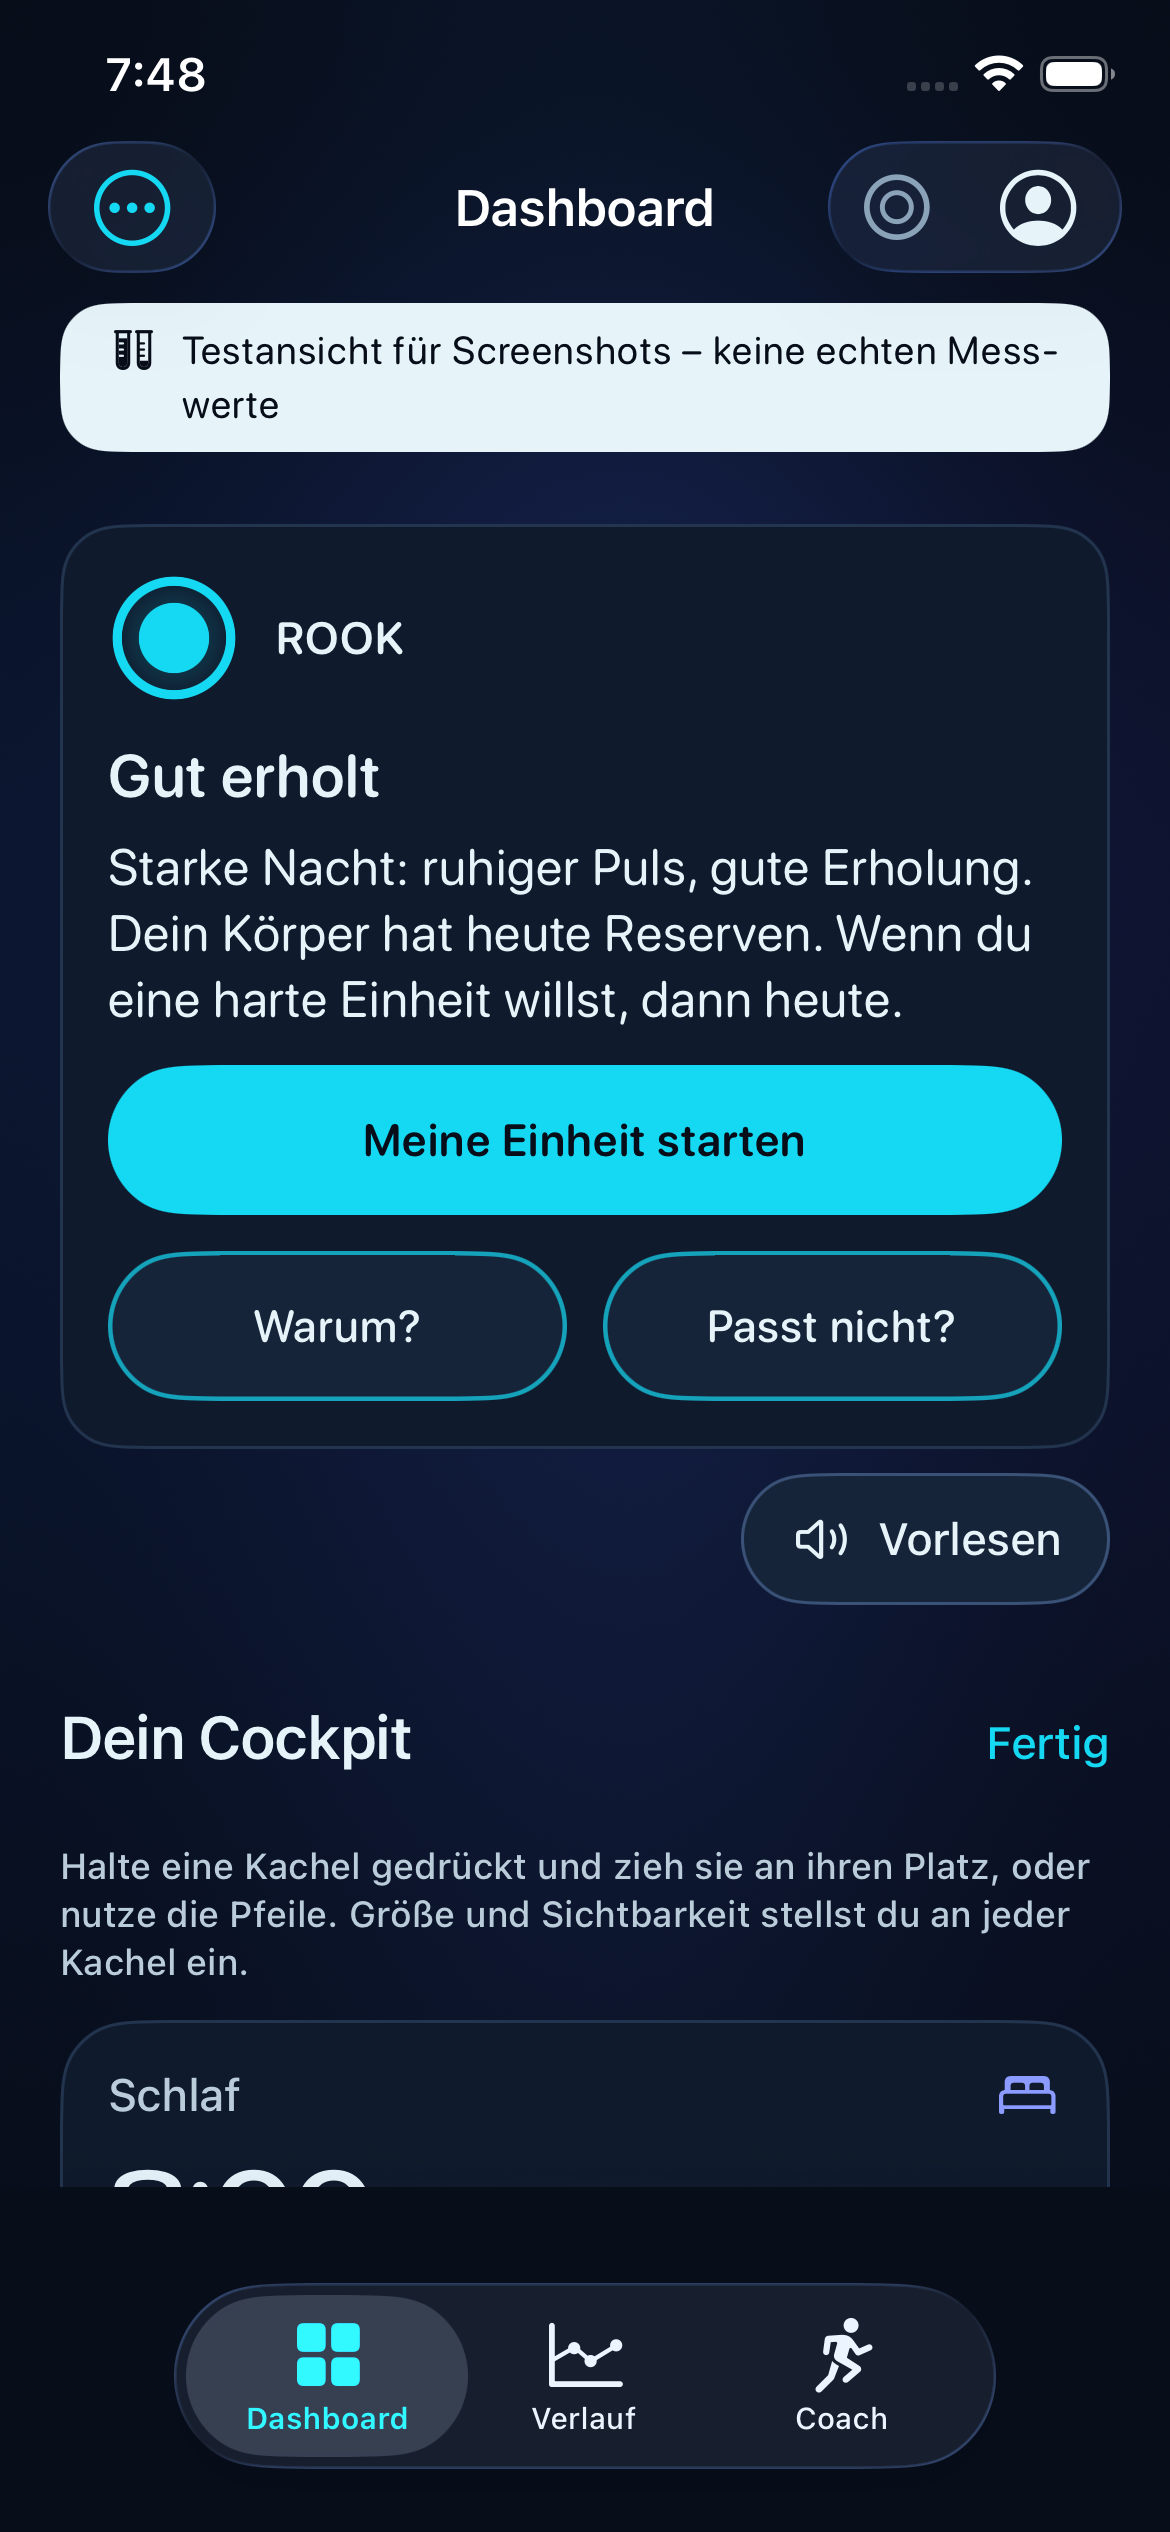 7:48
Dashboard
Testansicht für Screenshots – keine echten Mess-
werte
ROOK
Gut erholt
Starke Nacht: ruhiger Puls, gute Erholung.
Dein Körper hat heute Reserven. Wenn du
eine harte Einheit willst, dann heute.
Meine Einheit starten
Warum?
Passt nicht?
Vorlesen
Dein Cockpit
Fertig
Halte eine Kachel gedrückt und zieh sie an ihren Platz, oder
nutze die Pfeile. Größe und Sichtbarkeit stellst du an jeder
Kachel ein.
Schlaf
Dashboard
Verlauf
Coach